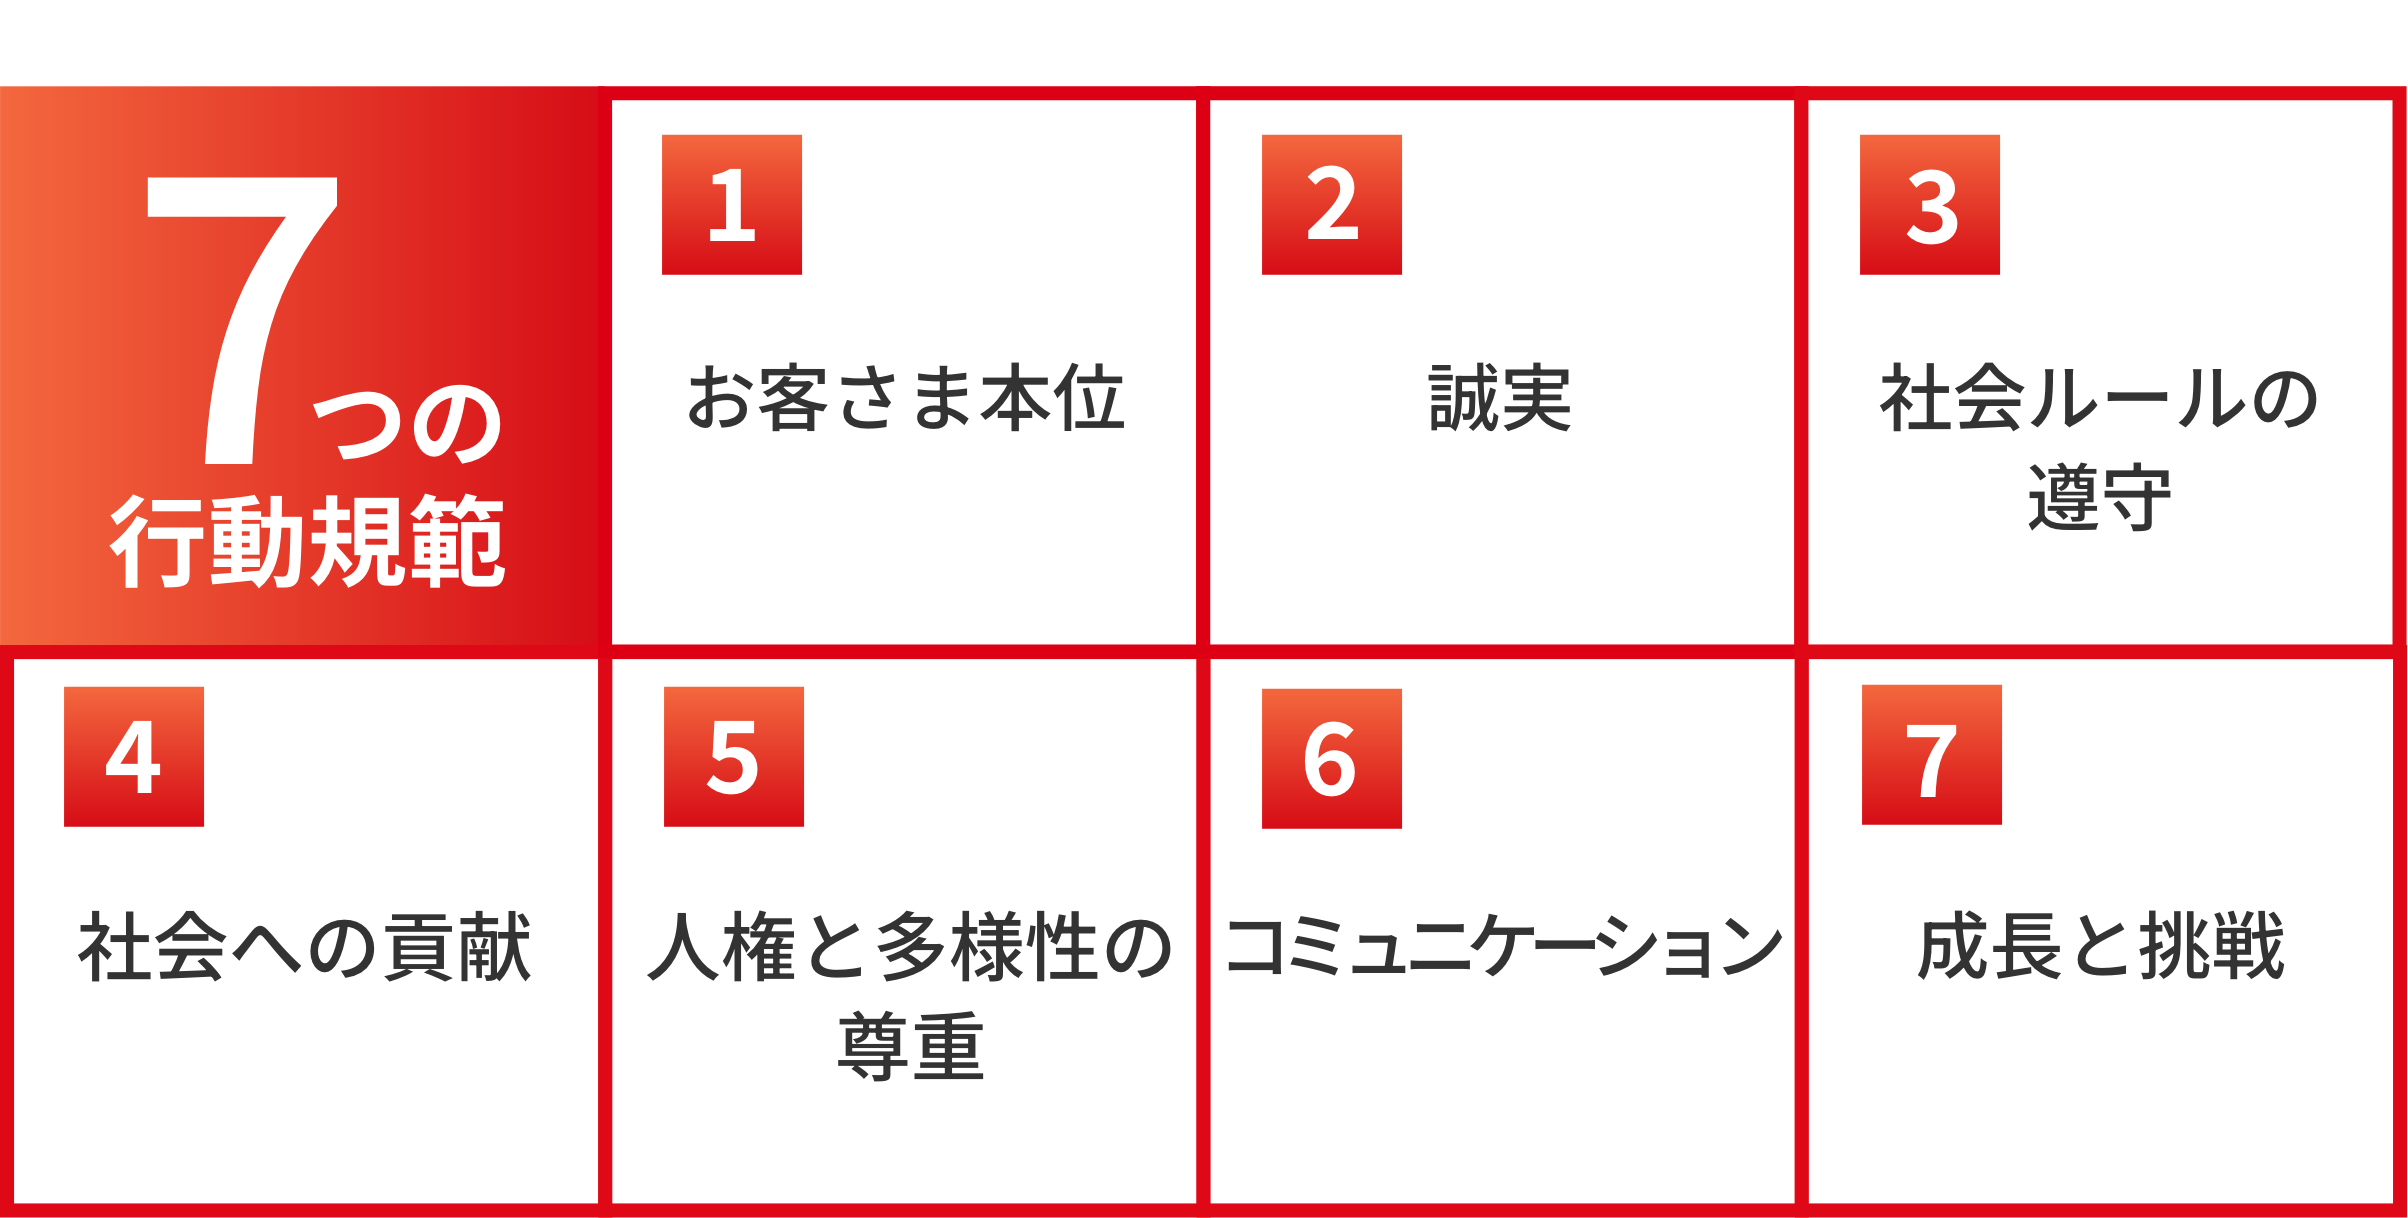 7つの
行動規範
1
お客さま本位
2
誠実
3
社会ルールの
遵守
4
社会への貢献
5
人権と多様性の
尊重
6
コミュニケーション
7
成長と挑戦